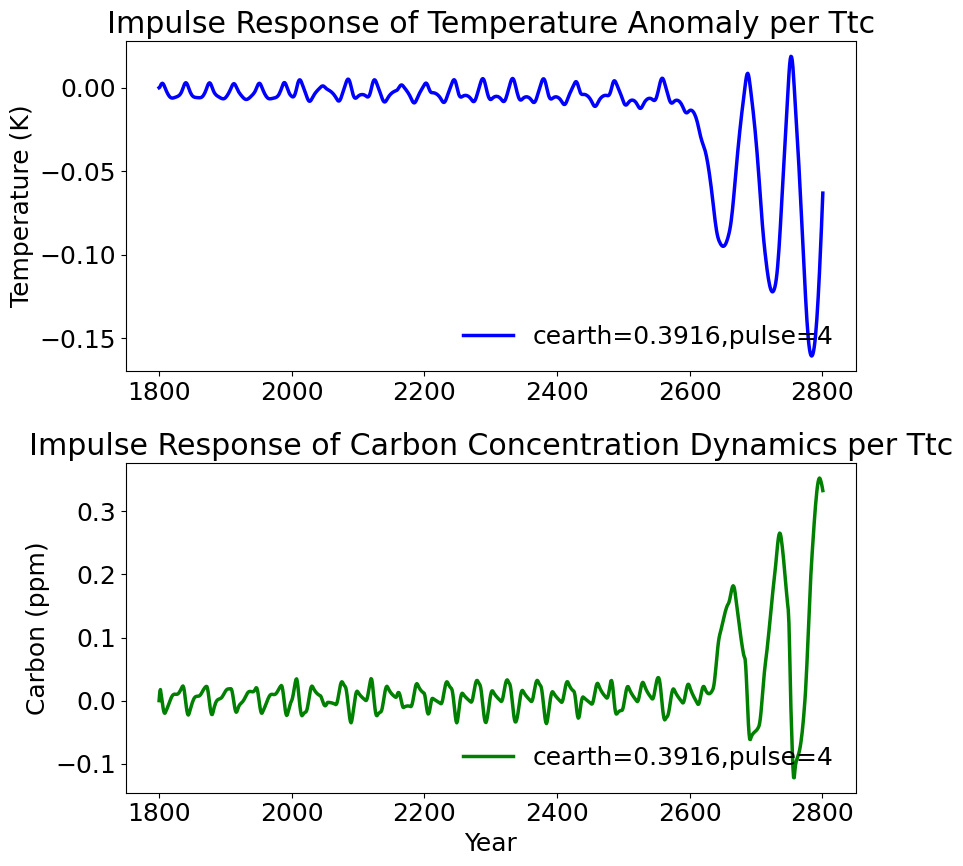 Impulse Response of Temperature Anomaly per Ttc
Temperature (K)
0.00
−0.05
−0.10
−0.15
cearth=0.3916,pulse=4
1800 2000 2200 2400 2600 2800
Impulse Response of Carbon Concentration Dynamics per Ttc
Carbon (ppm)
0.3
0.2
0.1
0.0
−0.1
cearth=0.3916,pulse=4
1800 2000 2200 2400 2600 2800
Year